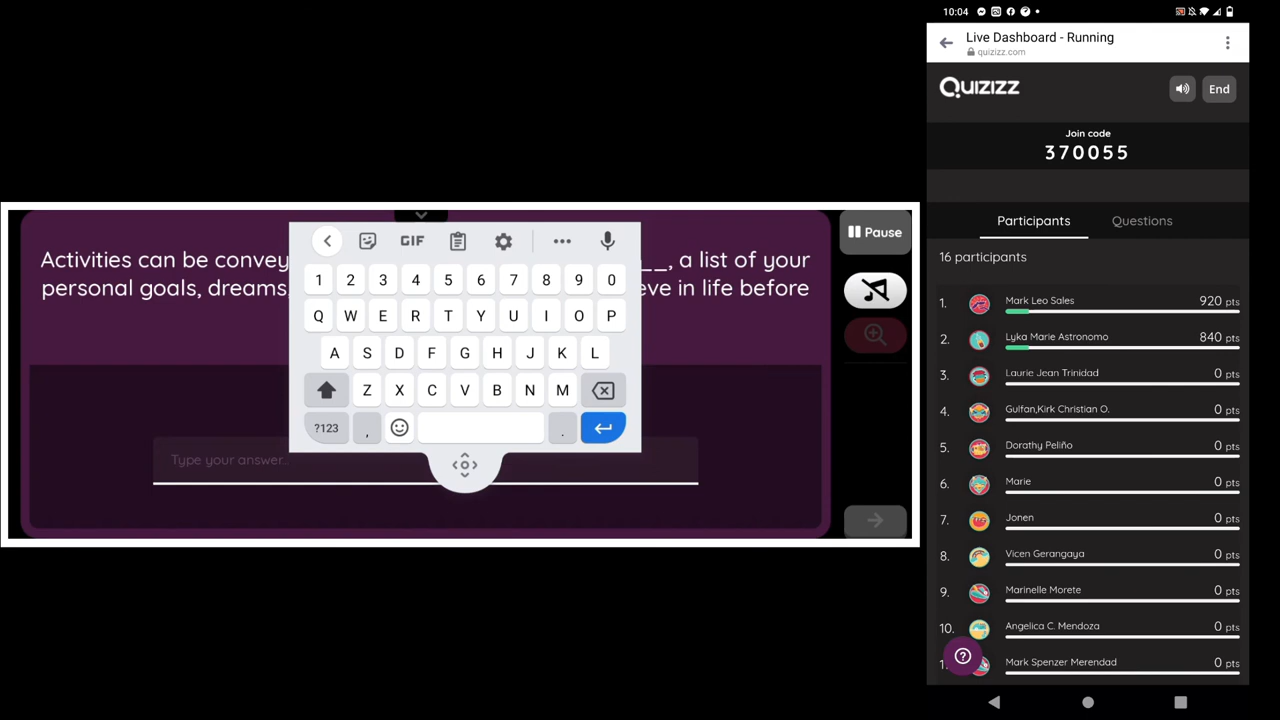 Activities can be convey
__, a list of your
personal goals, dreams,
eve in life before
Type your answer...
GIF
1 2 3 4 5 6 7 8 9 0
Q W E R T Y U I O P
A S D F G H J K L
Z X C V B N M
?123 , .
Pause
10:04
Live Dashboard - Running
quizizz.com
Quizizz
End
Join code
370055
Participants Questions
16 participants
1. Mark Leo Sales 920 pts
2. Lyka Marie Astronomo 840 pts
3. Laurie Jean Trinidad 0 pts
4. Gulfan,Kirk Christian O. 0 pts
5. Dorathy Peliño 0 pts
6. Marie 0 pts
7. Jonen 0 pts
8. Vicen Gerangaya 0 pts
9. Marinelle Morete 0 pts
10. Angelica C. Mendoza 0 pts
Mark Spenzer Merendad 0 pts